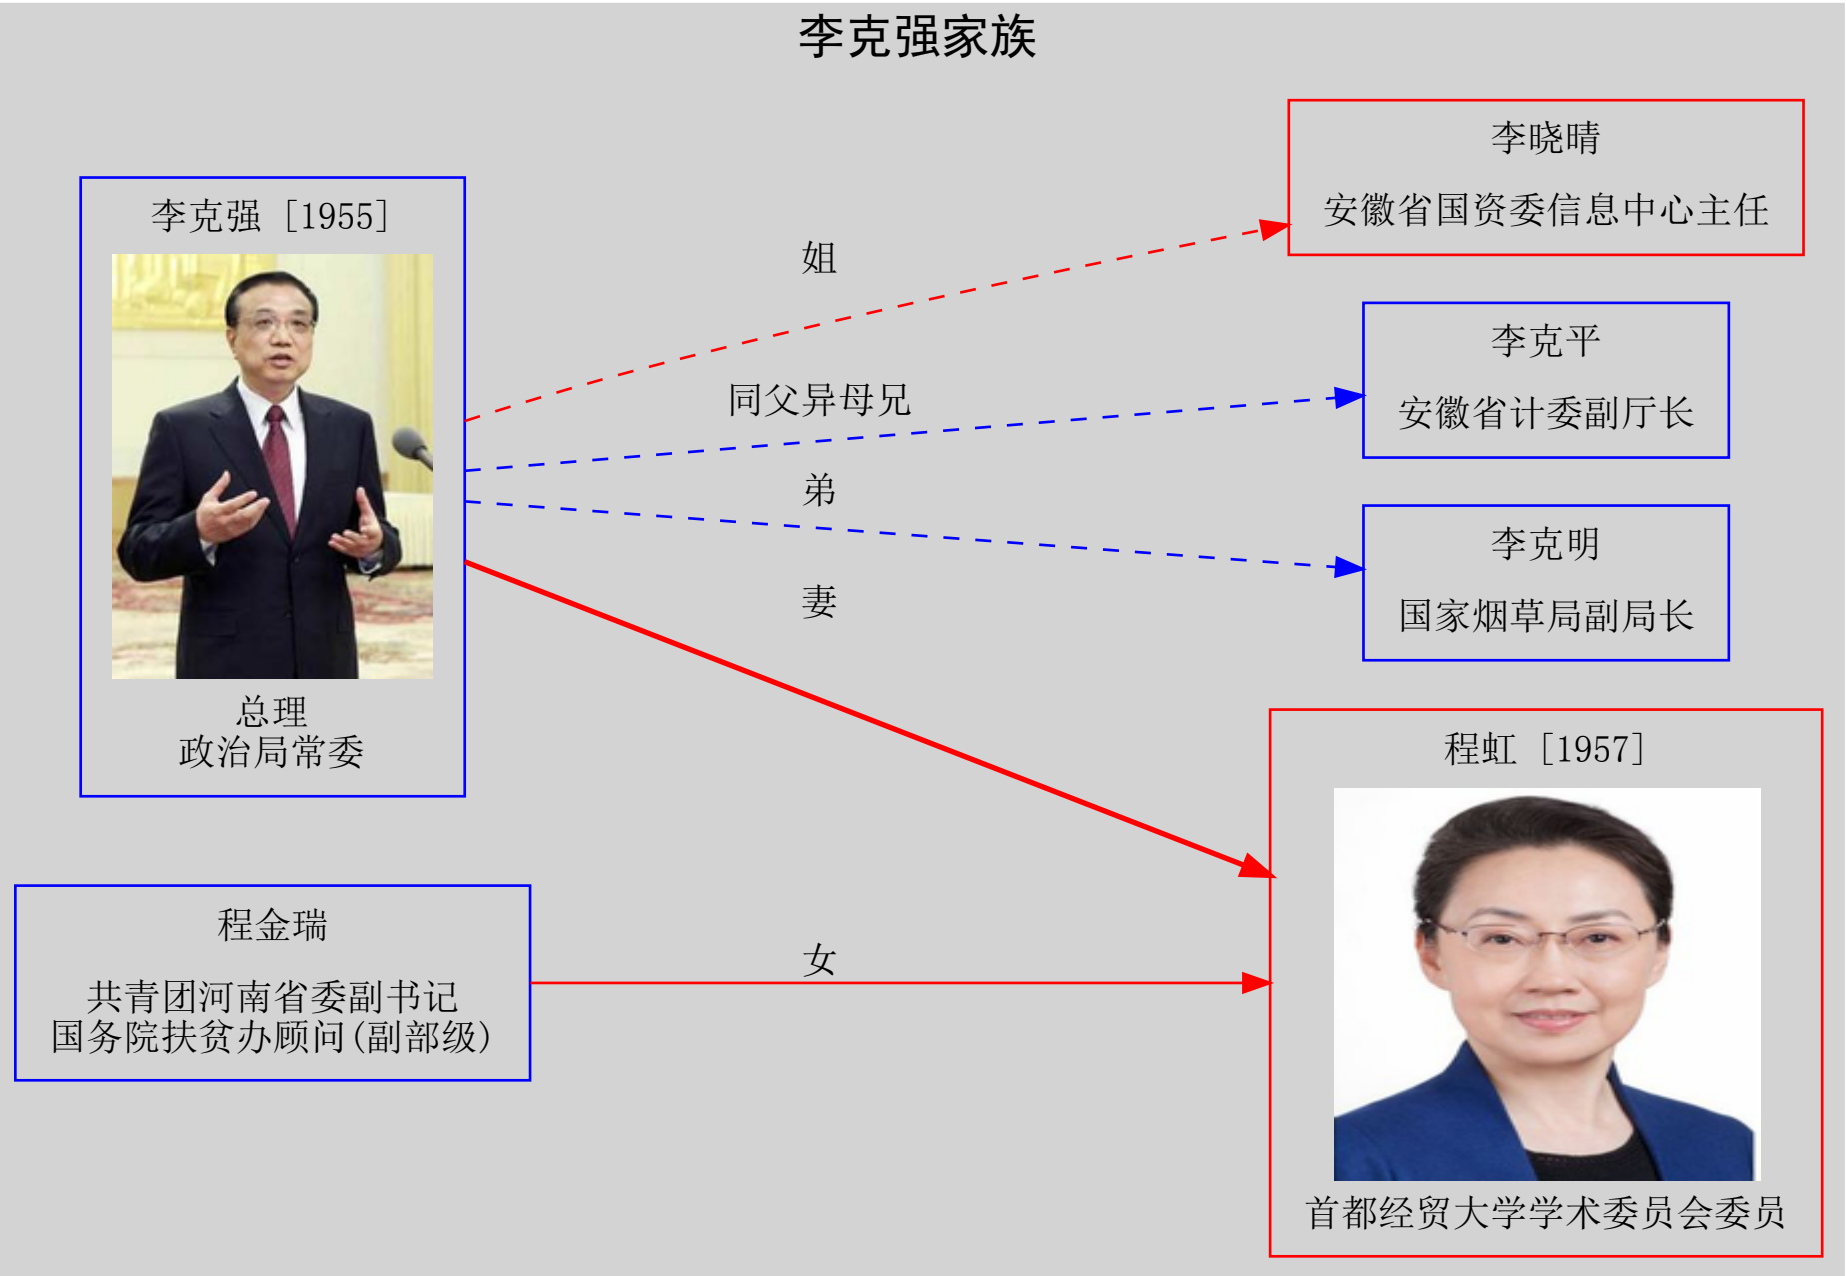 李克强家族
李克强 [1955]
总理
政治局常委
姐
李晓晴
安徽省国资委信息中心主任
同父异母兄
李克平
安徽省计委副厅长
弟
李克明
国家烟草局副局长
妻
程虹 [1957]
首都经贸大学学术委员会委员
程金瑞
共青团河南省委副书记
国务院扶贫办顾问(副部级)
女